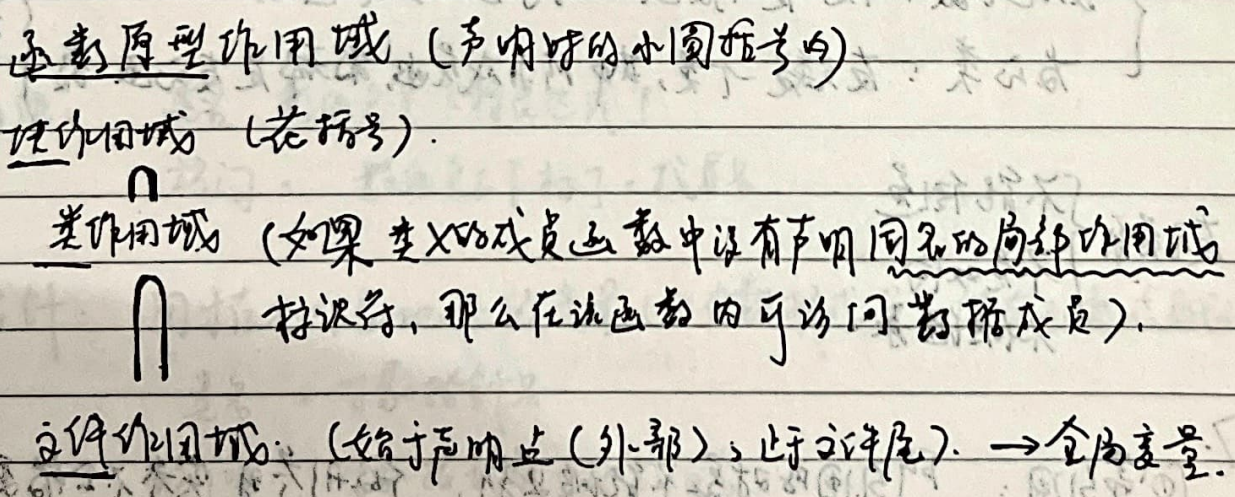 函数原型作用域（声明时的小圆括号内）
块作用域（花括号）.
类作用域（如果类X的成员函数中没有声明同名的局部作用域
标识符，那么在该函数内可访问数据成员）.
文件作用域：（始于声明点（外部），止于文件尾）. →全局变量.